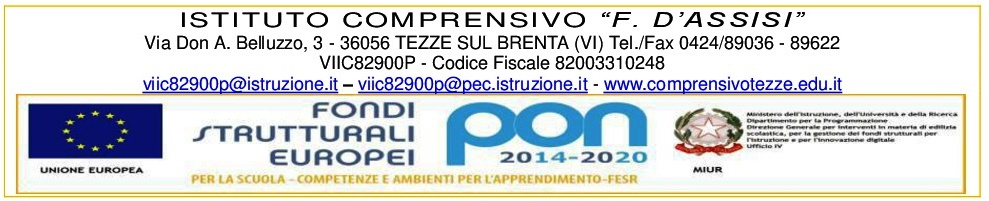 ISTITUTO COMPRENSIVO “F. D’ASSISI”
Via Don A. Belluzzo, 3 - 36056 TEZZE SUL BRENTA (VI) Tel./Fax 0424/89036 - 89622
VIIC82900P - Codice Fiscale 82003310248
viic82900p@istruzione.it – viic82900p@pec.istruzione.it - www.comprensivotezze.edu.it
UNIONE EUROPEA
FONDI
STRUTTURALI
EUROPEI
pon
2014-2020
PER LA SCUOLA - COMPETENZE E AMBIENTI PER L'APPRENDIMENTO-FESR
MIUR
Ministero dell'Istruzione, dell'Università e della Ricerca
Dipartimento per la Programmazione
Direzione Generale per interventi in materia di edilizia
scolastica, per la gestione dei fondi strutturali per
l'istruzione e per l'innovazione digitale
Ufficio IV